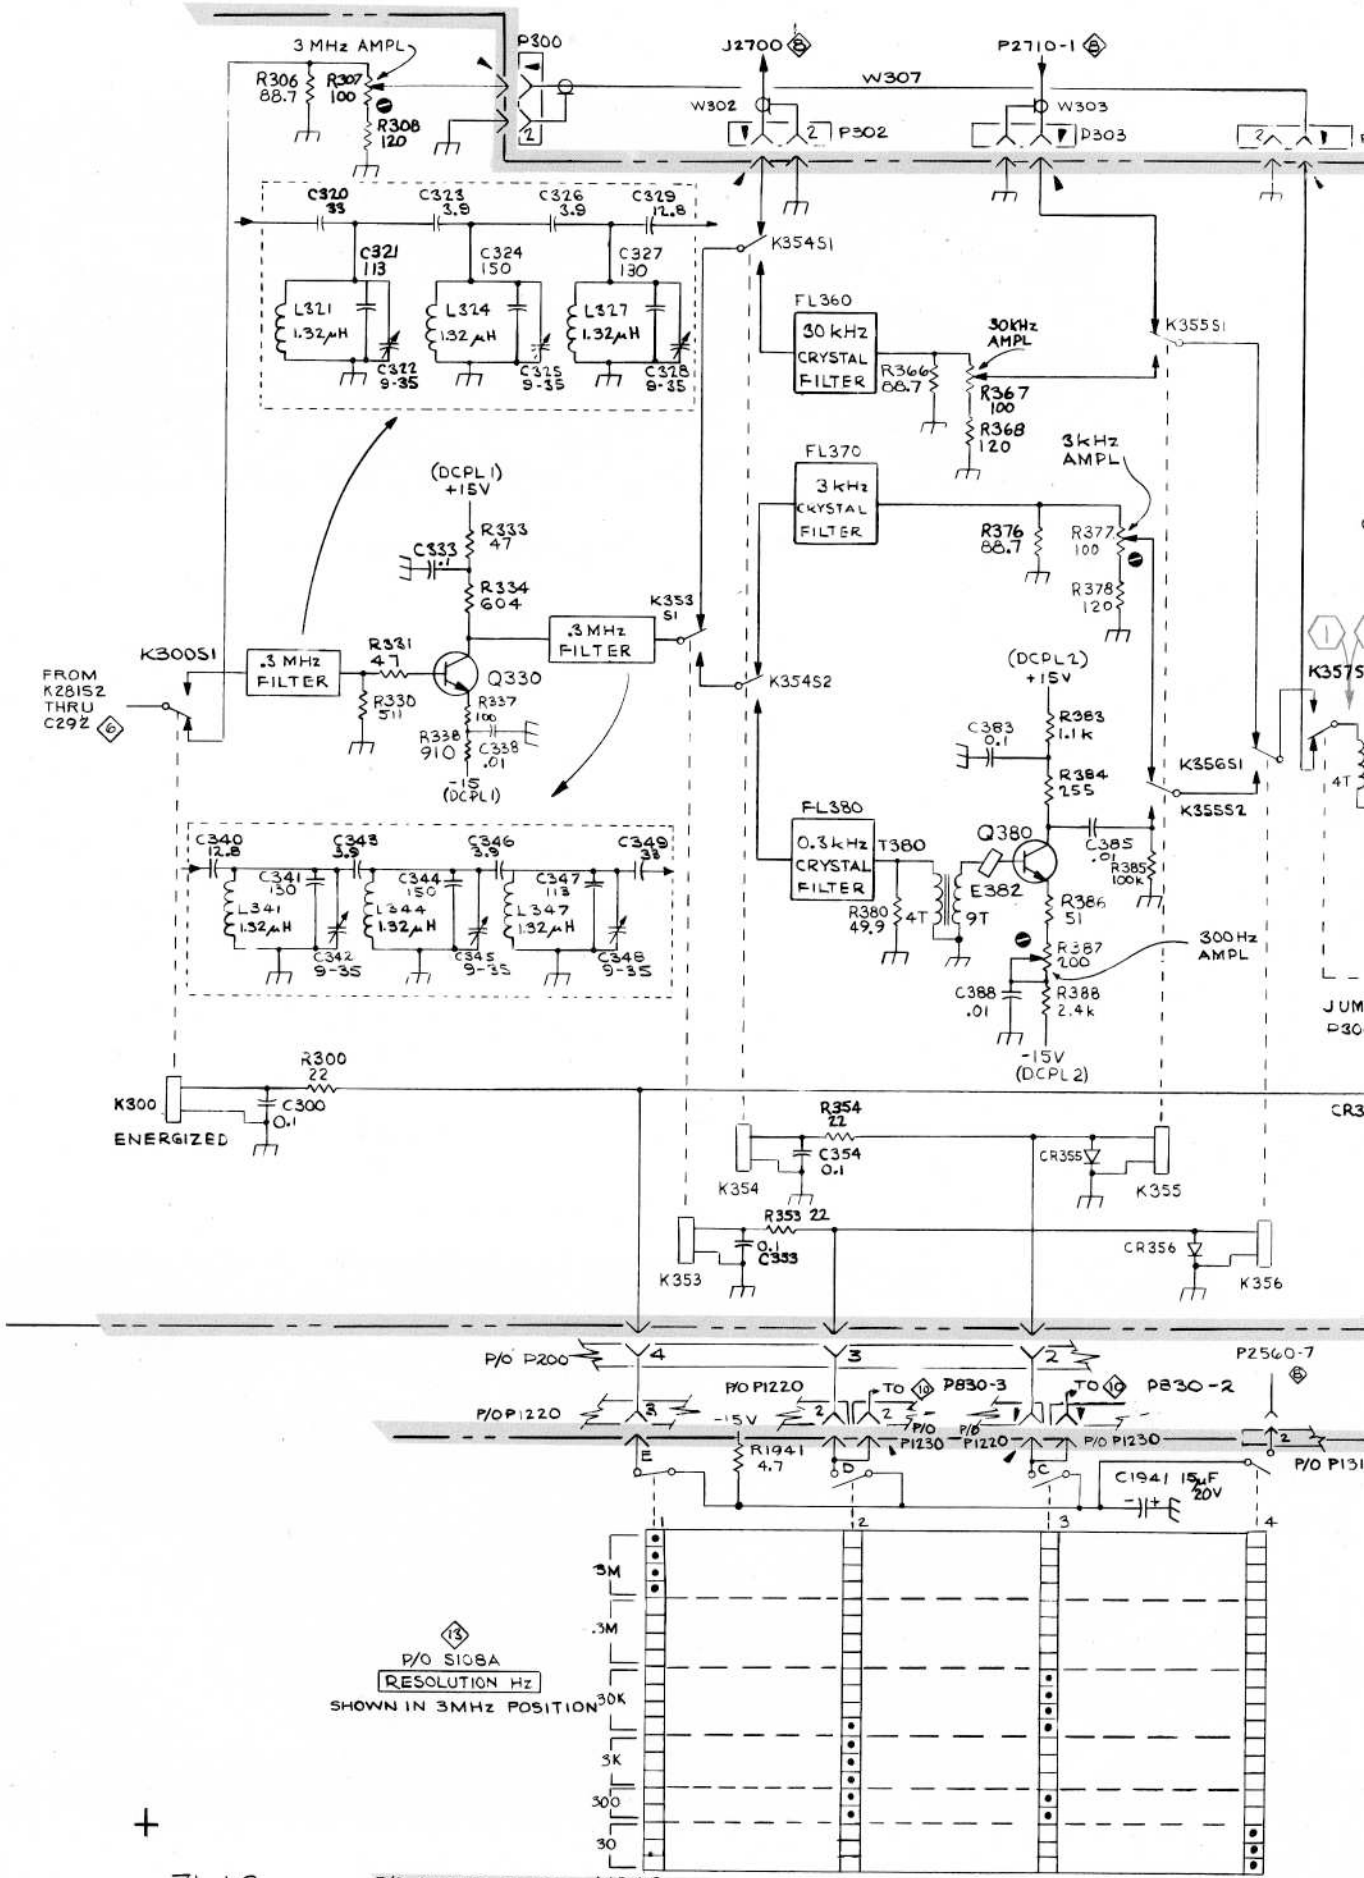 3 MHz AMPL
P300
J2700 8
P2710-1 8
R306
88.7
R307
100
W307
W302
W303
R308
120
2
2 P302
P303
2
C320
33
C323
3.9
C326
3.9
C329
12.8
K354S1
C321
113
C324
150
C327
130
FL360
L321
1.32µH
L324
1.32µH
L327
1.32µH
30 kHz
CRYSTAL
FILTER
30kHz
AMPL
K355S1
C322
9-35
C325
9-35
C328
9-35
R366
88.7
R367
100
R368
120
FL370
3kHz
AMPL
(DCPL1)
+15V
3 kHz
CRYSTAL
FILTER
R333
47
C333
.1
R376
88.7
R377
100
R334
604
R378
120
K353
S1
.3 MHz
FILTER
R331
47
K300S1
.3 MHz
FILTER
Q330
K354S2
(DCPL2)
+15V
1
K357S
FROM
K281S2
THRU
C292 6
R330
511
R337
100
R338
910
C338
.01
-15
(DCPL1)
C383
0.1
R383
1.1k
R384
255
K356S1
4T
K355S2
FL380
C340
12.8
C343
3.9
C346
3.9
C349
33
0.3kHz
CRYSTAL
FILTER
T380
Q380
C385
.01
R385
100k
C341
130
C344
150
C347
113
E382
L341
1.32µH
L344
1.32µH
L347
1.32µH
R380
49.9
4T
9T
R386
51
C342
9-35
C345
9-35
C348
9-35
R387
200
300Hz
AMPL
C388
.01
R388
2.4k
JUM
P30
-15V
(DCPL2)
R300
22
K300
C300
0.1
ENERGIZED
CR3
R354
22
C354
0.1
K354
CR355
K355
R353 22
0.1
C353
K353
CR356
K356
P/O P200
4
3
2
P2560-7
8
P/O P1220
3
P/O P1220
-15V
2
2
TO 10 P830-3
TO 10 P830-2
P/O
P1230
P/O
P1220
P/O P1230
2
P/O P131
E
R1941
4.7
D
C
C1941 15µF
20V
- +
1
2
3
4
3M
.3M
13
P/O S108A
RESOLUTION Hz
SHOWN IN 3MHz POSITION
30K
3K
300
30